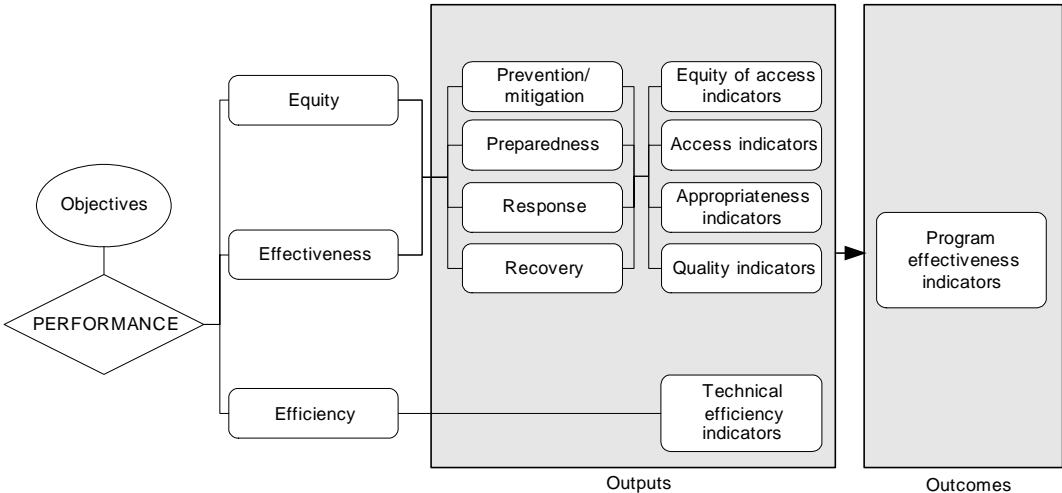 Objectives
PERFORMANCE
Equity
Effectiveness
Efficiency
Prevention/
mitigation
Preparedness
Response
Recovery
Equity of access
indicators
Access indicators
Appropriateness
indicators
Quality indicators
Technical
efficiency
indicators
Outputs
Program
effectiveness
indicators
Outcomes